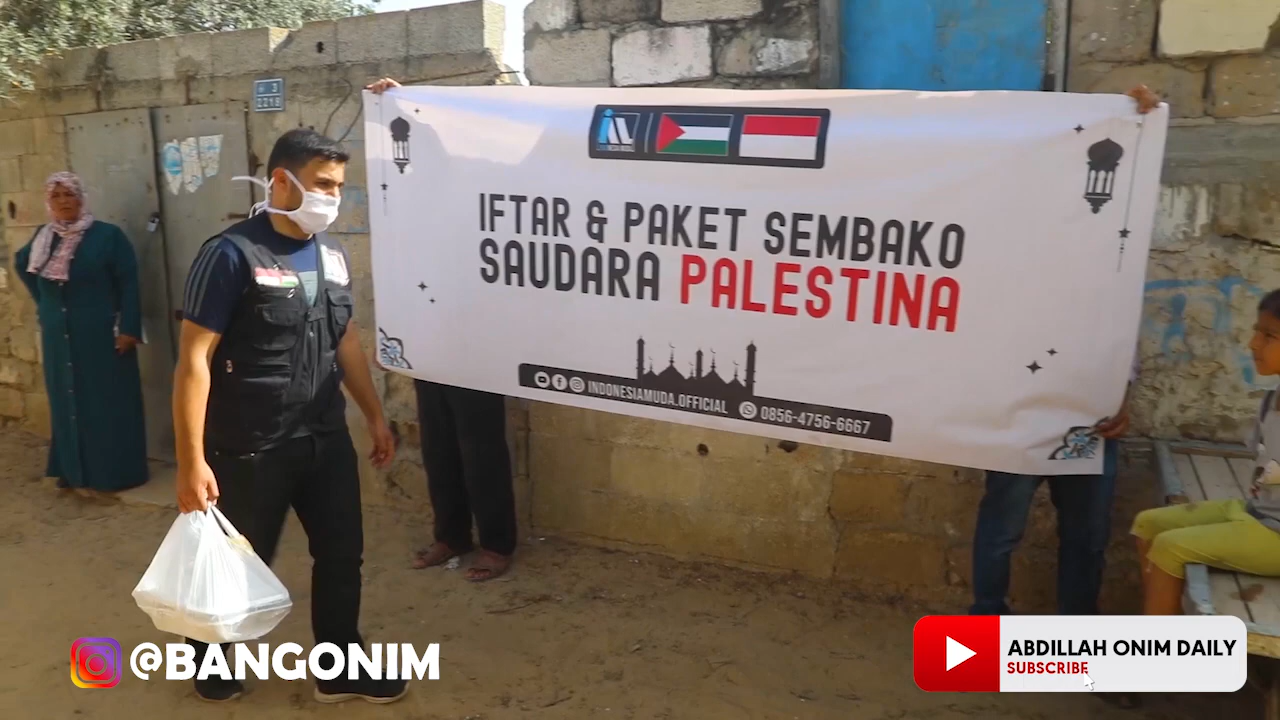 IFTAR & PAKET SEMBAKO
SAUDARA PALESTINA
INDONESIAMUDA.OFFICIAL 0856-4756-6667
@BANGONIM
ABDILLAH ONIM DAILY
SUBSCRIBE